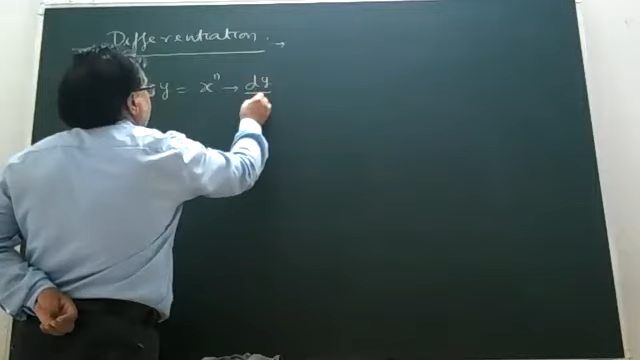 Differentiation. →
y = xⁿ → dy